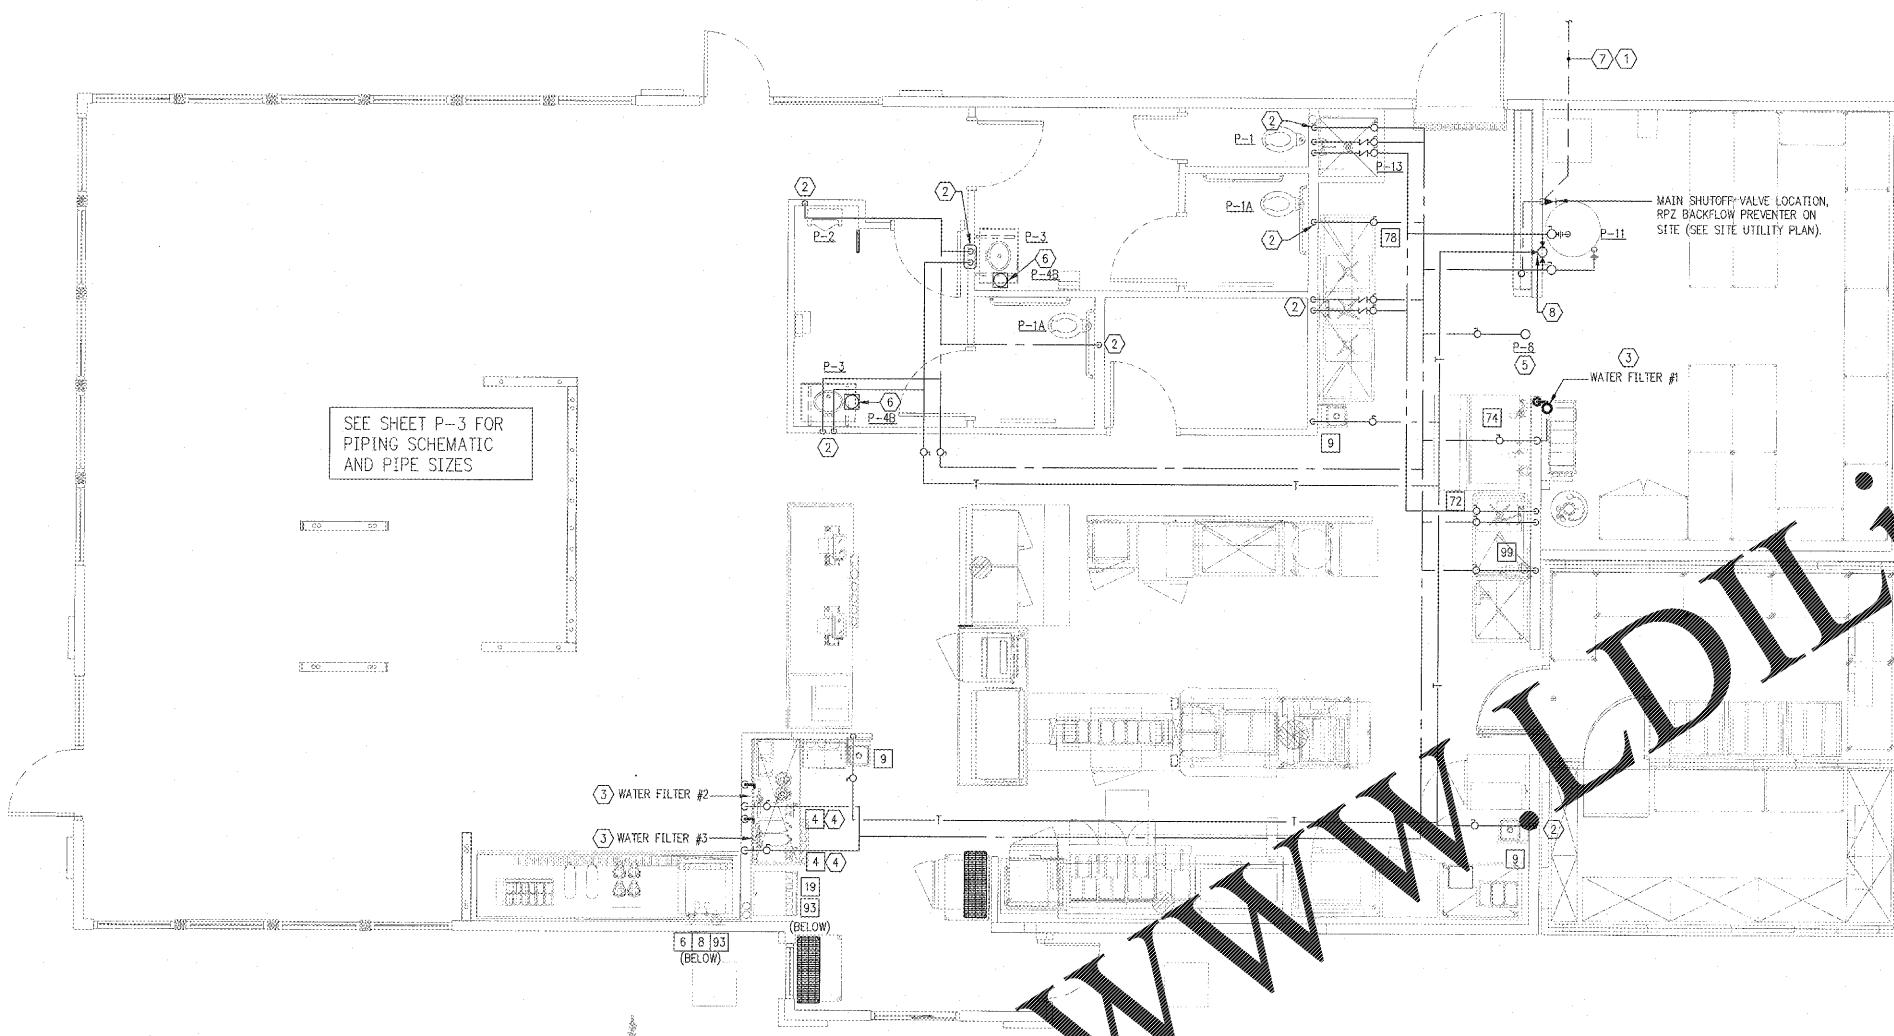 7 1
2
P-1
P-13
2
2
P-2
P-1A
P-3
MAIN SHUTOFF VALVE LOCATION,
RPZ BACKFLOW PREVENTER ON
SITE (SEE SITE UTILITY PLAN).
2
78
P-11
6
P-4B
2
8
P-1A
2
P-8
5
3
WATER FILTER #1
P-3
6
P-4B
2
74
9
SEE SHEET P-3 FOR
PIPING SCHEMATIC
AND PIPE SIZES
T
T
T
72
99
T
9
3 WATER FILTER #2
4 4
T
T
2
3 WATER FILTER #3
4 4
9
19
93
(BELOW)
6 8 93
(BELOW)
WWW LDIL